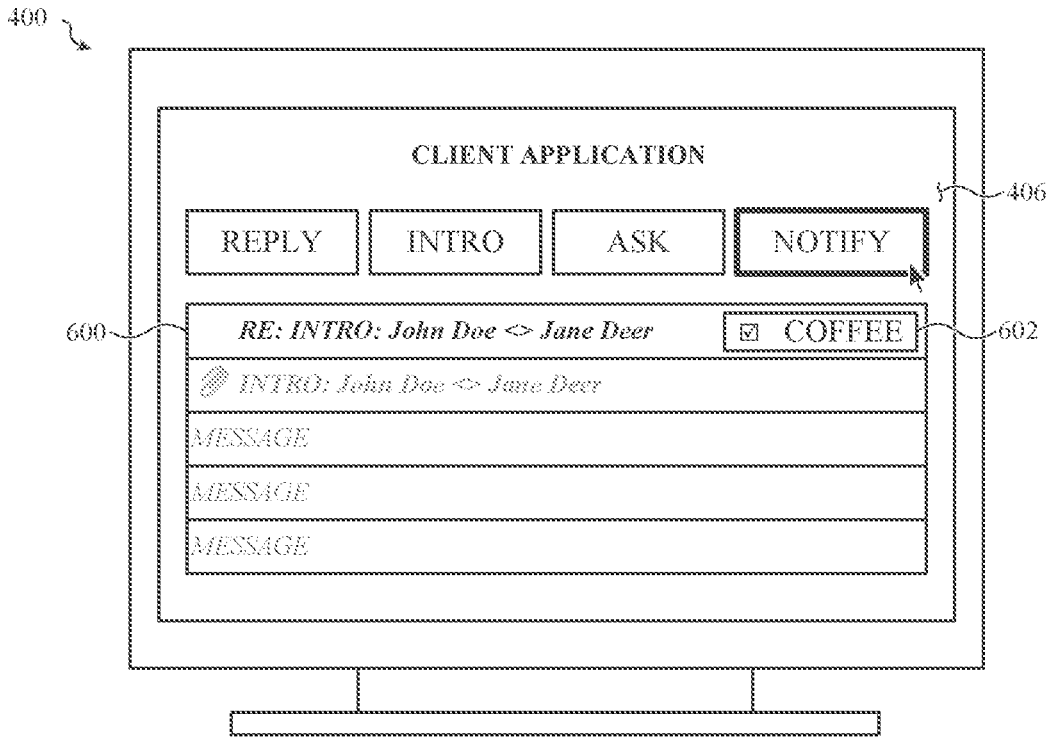 400
CLIENT APPLICATION
406
REPLY INTRO ASK NOTIFY
600 RE: INTRO: John Doe <> Jane Deer ☑ COFFEE 602
INTRO: John Doe <> Jane Deer
MESSAGE
MESSAGE
MESSAGE